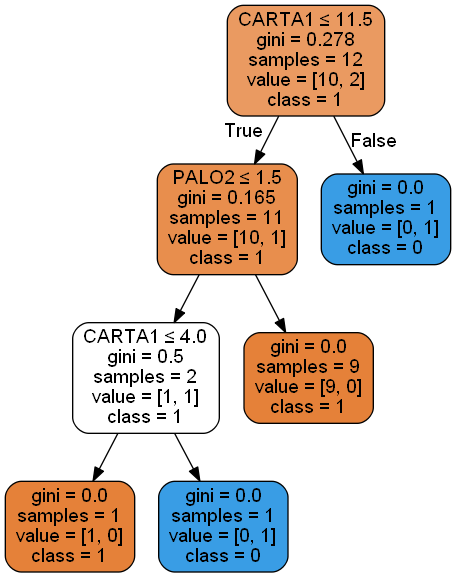 CARTA1 ≤ 11.5
gini = 0.278
samples = 12
value = [10, 2]
class = 1
True
False
PALO2 ≤ 1.5
gini = 0.165
samples = 11
value = [10, 1]
class = 1
gini = 0.0
samples = 1
value = [0, 1]
class = 0
CARTA1 ≤ 4.0
gini = 0.5
samples = 2
value = [1, 1]
class = 1
gini = 0.0
samples = 9
value = [9, 0]
class = 1
gini = 0.0
samples = 1
value = [1, 0]
class = 1
gini = 0.0
samples = 1
value = [0, 1]
class = 0